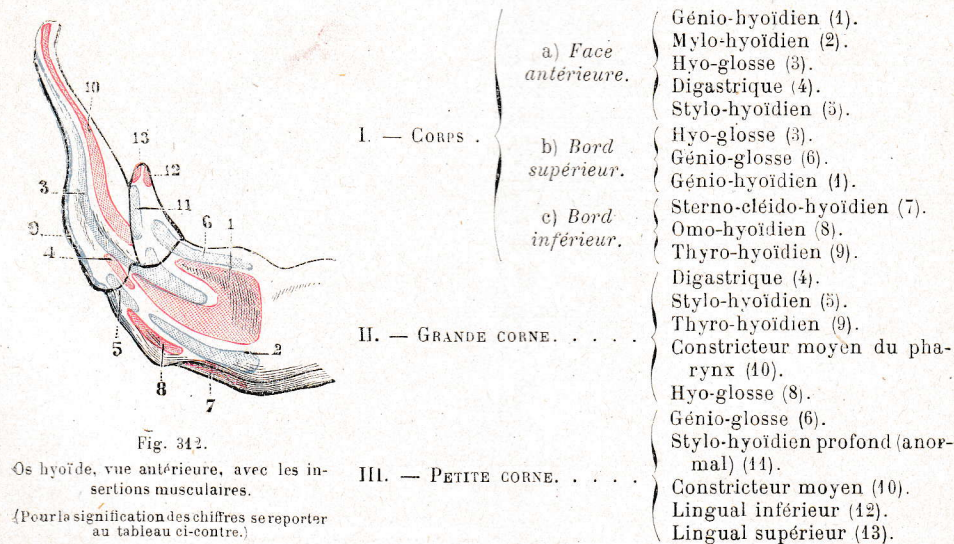 10
13
12
3
11
6
1
9
4
5
2
8
7
Fig. 312.
Os hyoïde, vue antérieure, avec les in-
sertions musculaires.
(Pour la signification des chiffres se reporter
au tableau ci-contre.)
I. — CORPS .
a) Face
antérieure.
Génio-hyoïdien (1).
Mylo-hyoïdien (2).
Hyo-glosse (3).
Digastrique (4).
Stylo-hyoïdien (5).
b) Bord
supérieur.
Hyo-glosse (3).
Génio-glosse (6).
Génio-hyoïdien (1).
c) Bord
inférieur.
Sterno-cléido-hyoïdien (7).
Omo-hyoïdien (8).
Thyro-hyoïdien (9).
II. — GRANDE CORNE. . . . . .
Digastrique (4).
Stylo-hyoïdien (5).
Thyro-hyoïdien (9).
Constricteur moyen du pha-
rynx (10).
Hyo-glosse (8).
III. — PETITE CORNE. . . . . .
Génio-glosse (6).
Stylo-hyoïdien profond (anor-
mal) (11).
Constricteur moyen (10).
Lingual inférieur (12).
Lingual supérieur (13).